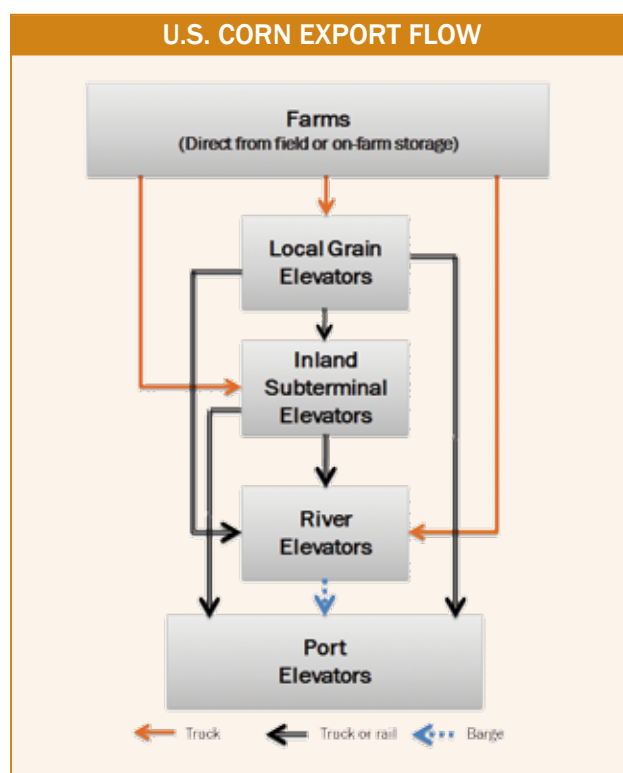 U.S. CORN EXPORT FLOW
Farms
(Direct from field or on-farm storage)
Local Grain
Elevators
Inland
Subterminal
Elevators
River
Elevators
Port
Elevators
Truck
Truck or rail
Barge